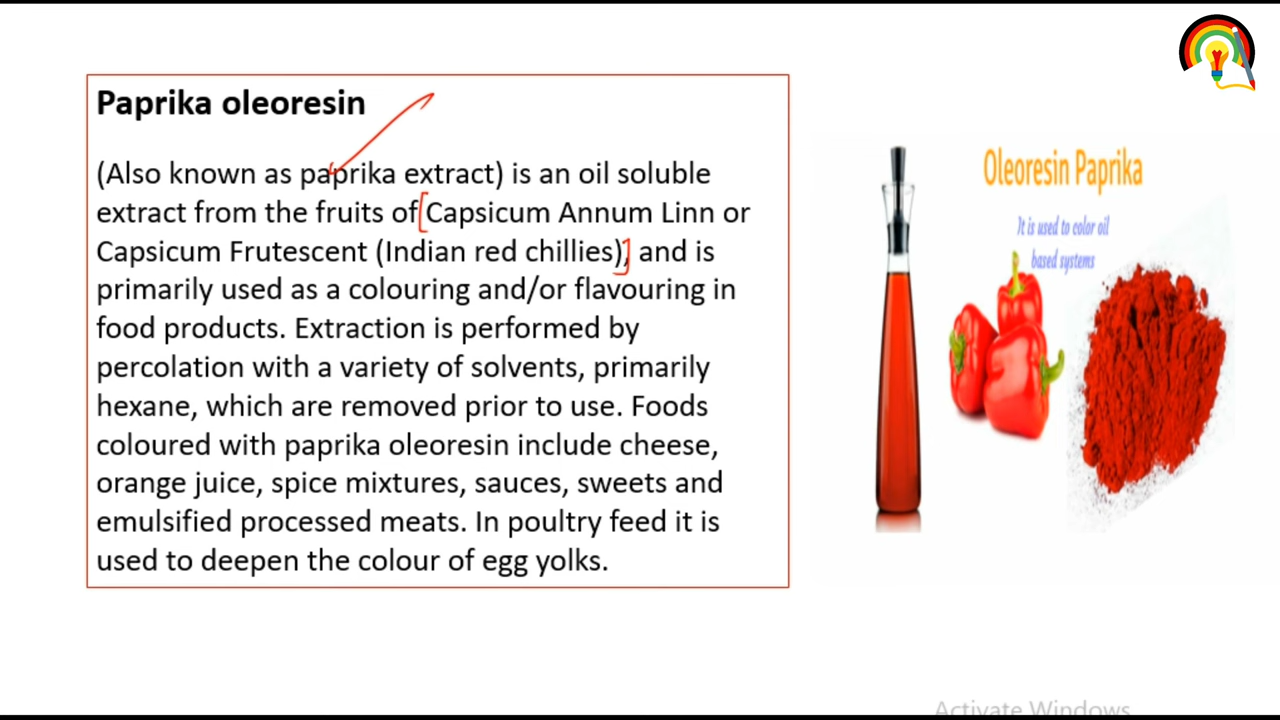 Paprika oleoresin
(Also known as paprika extract) is an oil soluble
extract from the fruits of Capsicum Annum Linn or
Capsicum Frutescent (Indian red chillies), and is
primarily used as a colouring and/or flavouring in
food products. Extraction is performed by
percolation with a variety of solvents, primarily
hexane, which are removed prior to use. Foods
coloured with paprika oleoresin include cheese,
orange juice, spice mixtures, sauces, sweets and
emulsified processed meats. In poultry feed it is
used to deepen the colour of egg yolks.
Oleoresin Paprika
It is used to color oil
based systems
Activate Windows